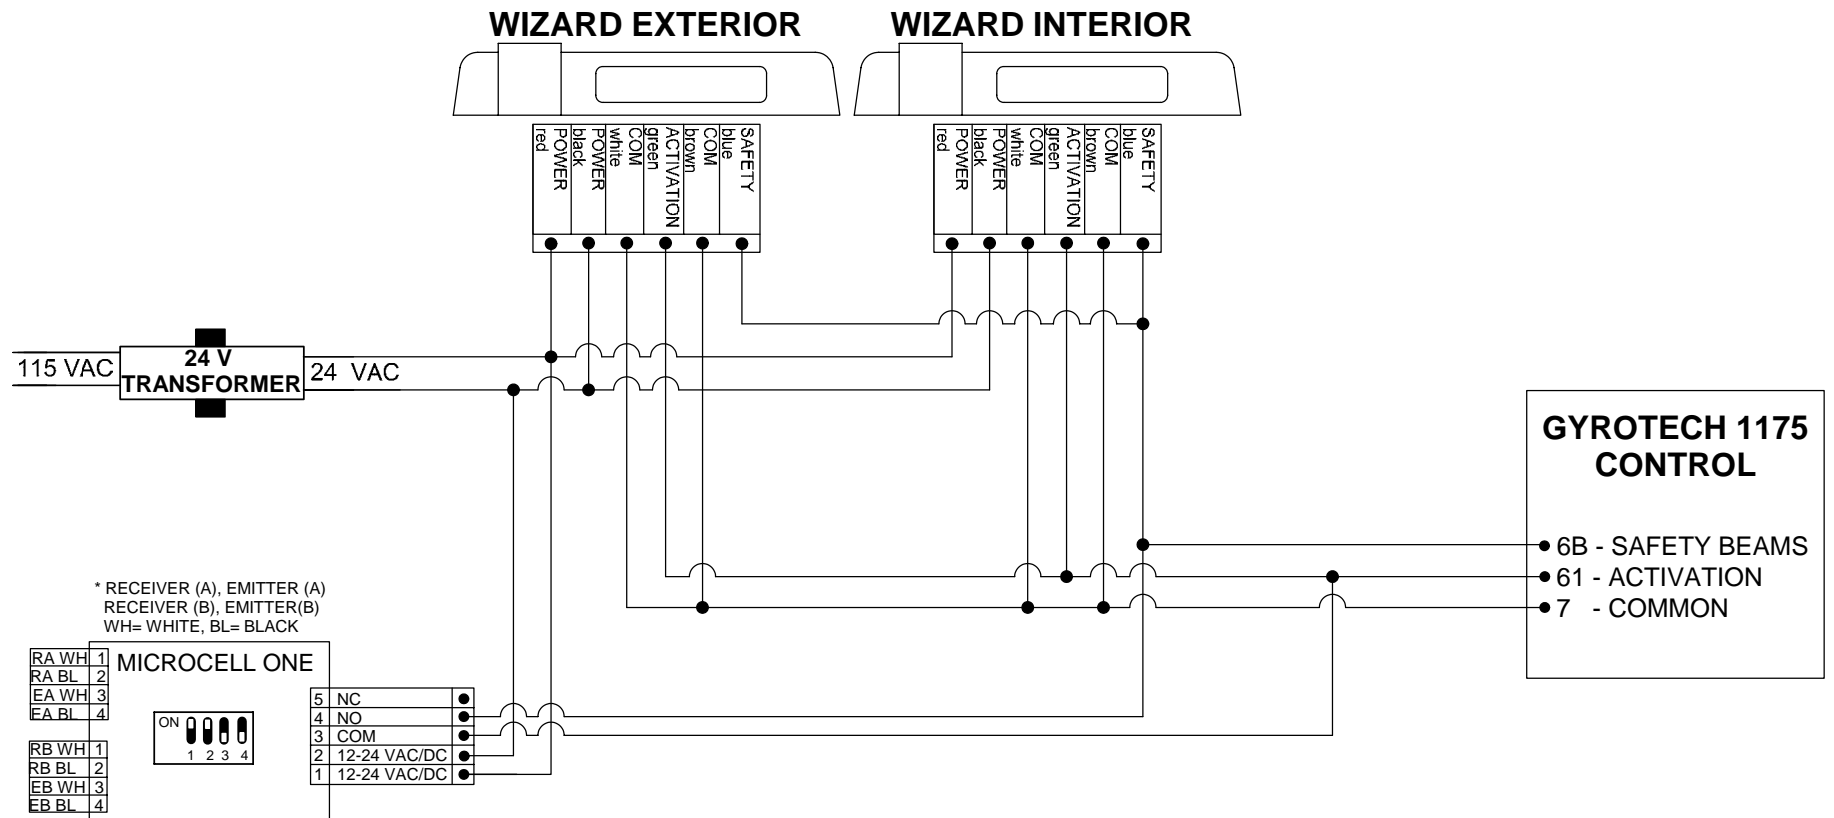 WIZARD EXTERIOR
WIZARD INTERIOR
red
POWER
black
POWER
white
COM
green
ACTIVATION
brown
COM
blue
SAFETY
red
POWER
black
POWER
white
COM
green
ACTIVATION
brown
COM
blue
SAFETY
115 VAC
24 V
TRANSFORMER
24 VAC
GYROTECH 1175
CONTROL
6B - SAFETY BEAMS
61 - ACTIVATION
7 - COMMON
* RECEIVER (A), EMITTER (A)
RECEIVER (B), EMITTER(B)
WH= WHITE, BL= BLACK
MICROCELL ONE
RA WH 1
RA BL 2
EA WH 3
EA BL 4
ON
1 2 3 4
RB WH 1
RB BL 2
EB WH 3
EB BL 4
5 NC
4 NO
3 COM
2 12-24 VAC/DC
1 12-24 VAC/DC